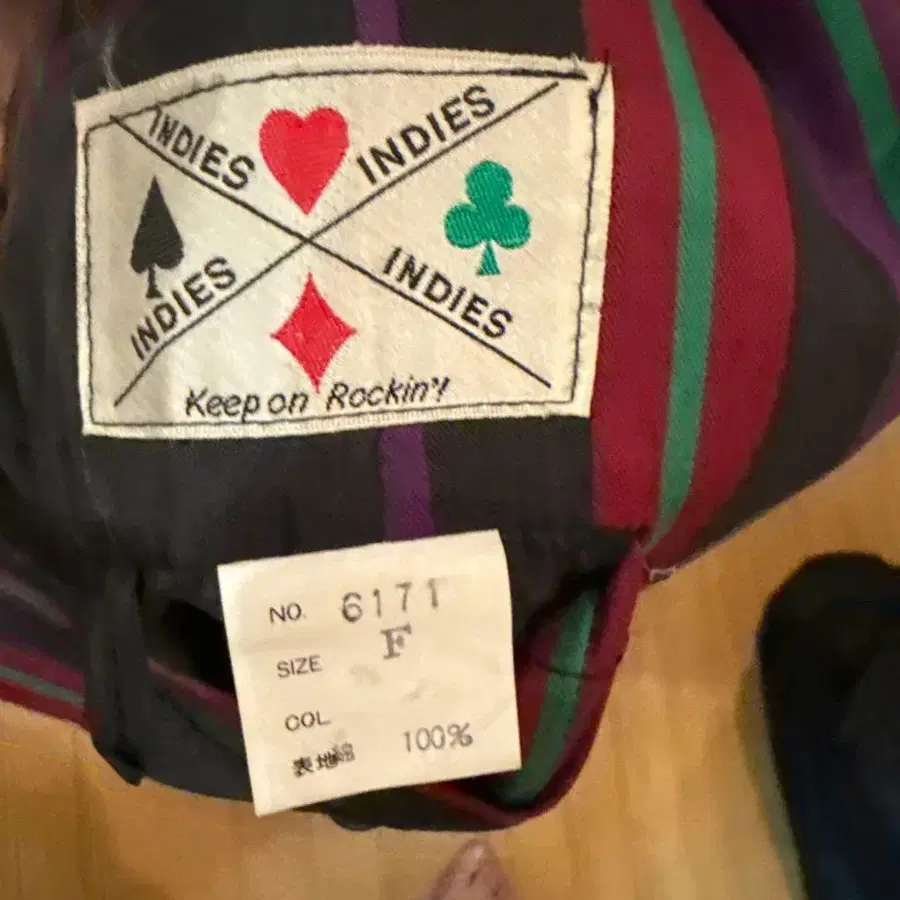 INDIES
INDIES
INDIES
INDIES
Keep on Rockin'!
NO. 6171
SIZE F
COL.
表地綿 100%